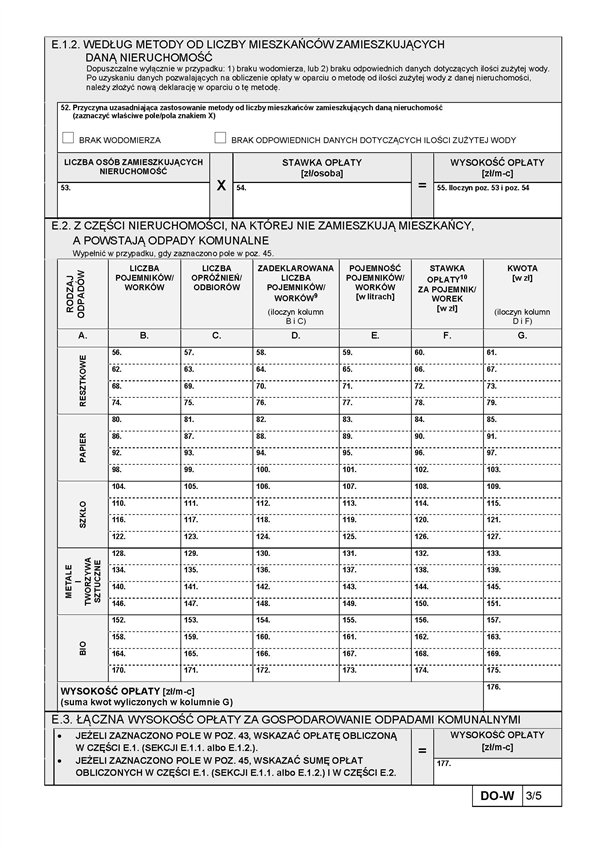 E.1.2. WEDŁUG METODY OD LICZBY MIESZKAŃCÓW ZAMIESZKUJĄCYCH
DANĄ NIERUCHOMOŚĆ
Dopuszczalne wyłącznie w przypadku: 1) braku wodomierza, lub 2) braku odpowiednich danych dotyczących ilości zużytej wody.
Po uzyskaniu danych pozwalających na obliczenie opłaty w oparciu o metodę od ilości zużytej wody z danej nieruchomości,
należy złożyć nową deklarację w oparciu o tę metodę.
52. Przyczyna uzasadniająca zastosowanie metody od liczby mieszkańców zamieszkujących daną nieruchomość
(zaznaczyć właściwe pole/pola znakiem X)
BRAK WODOMIERZA BRAK ODPOWIEDNICH DANYCH DOTYCZĄCYCH ILOŚCI ZUŻYTEJ WODY
LICZBA OSÓB ZAMIESZKUJĄCYCH
NIERUCHOMOŚĆ
X
STAWKA OPŁATY
[zł/osoba]
=
WYSOKOŚĆ OPŁATY
[zł/m-c]
53. 54. 55. Iloczyn poz. 53 i poz. 54
E.2. Z CZĘŚCI NIERUCHOMOŚCI, NA KTÓREJ NIE ZAMIESZKUJĄ MIESZKAŃCY,
A POWSTAJĄ ODPADY KOMUNALNE
Wypełnić w przypadku, gdy zaznaczono pole w poz. 45.
RODZAJ
ODPADÓW
LICZBA
POJEMNIKÓW/
WORKÓW
LICZBA
OPRÓŻNIEŃ/
ODBIORÓW
ZADEKLAROWANA
LICZBA
POJEMNIKÓW/
WORKÓW9
(iloczyn kolumn
B i C)
POJEMNOŚĆ
POJEMNIKÓW/
WORKÓW
[w litrach]
STAWKA
OPŁATY10
ZA POJEMNIK/
WOREK
[w zł]
KWOTA
[w zł]
(iloczyn kolumn
D i F)
A. B. C. D. E. F. G.
RESZTKOWE
56. 57. 58. 59. 60. 61.
62. 63. 64. 65. 66. 67.
68. 69. 70. 71. 72. 73.
74. 75. 76. 77. 78. 79.
PAPIER
80. 81. 82. 83. 84. 85.
86. 87. 88. 89. 90. 91.
92. 93. 94. 95. 96. 97.
98. 99. 100. 101. 102. 103.
SZKŁO
104. 105. 106. 107. 108. 109.
110. 111. 112. 113. 114. 115.
116. 117. 118. 119. 120. 121.
122. 123. 124. 125. 126. 127.
METALE
I
TWORZYWA
SZTUCZNE
128. 129. 130. 131. 132. 133.
134. 135. 136. 137. 138. 139.
140. 141. 142. 143. 144. 145.
146. 147. 148. 149. 150. 151.
BIO
152. 153. 154. 155. 156. 157.
158. 159. 160. 161. 162. 163.
164. 165. 166. 167. 168. 169.
170. 171. 172. 173. 174. 175.
WYSOKOŚĆ OPŁATY [zł/m-c]
(suma kwot wyliczonych w kolumnie G)
176.
E.3. ŁĄCZNA WYSOKOŚĆ OPŁATY ZA GOSPODAROWANIE ODPADAMI KOMUNALNYMI
• JEŻELI ZAZNACZONO POLE W POZ. 43, WSKAZAĆ OPŁATĘ OBLICZONĄ
W CZĘŚCI E.1. (SEKCJI E.1.1. albo E.1.2.).
• JEŻELI ZAZNACZONO POLE W POZ. 45, WSKAZAĆ SUMĘ OPŁAT
OBLICZONYCH W CZĘŚCI E.1. (SEKCJI E.1.1. albo E.1.2.) I W CZĘŚCI E.2.
=
WYSOKOŚĆ OPŁATY
[zł/m-c]
177.
DO-W 3/5